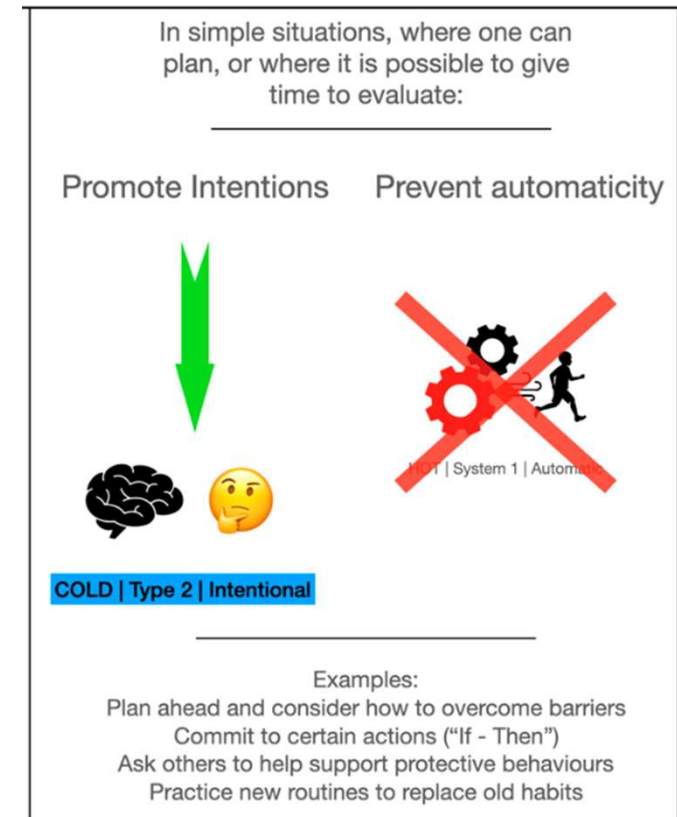 In simple situations, where one can
plan, or where it is possible to give
time to evaluate:
Promote Intentions
Prevent automaticity
HOT | System 1 | Automatic
COLD | Type 2 | Intentional
Examples:
Plan ahead and consider how to overcome barriers
Commit to certain actions (“If - Then”)
Ask others to help support protective behaviours
Practice new routines to replace old habits